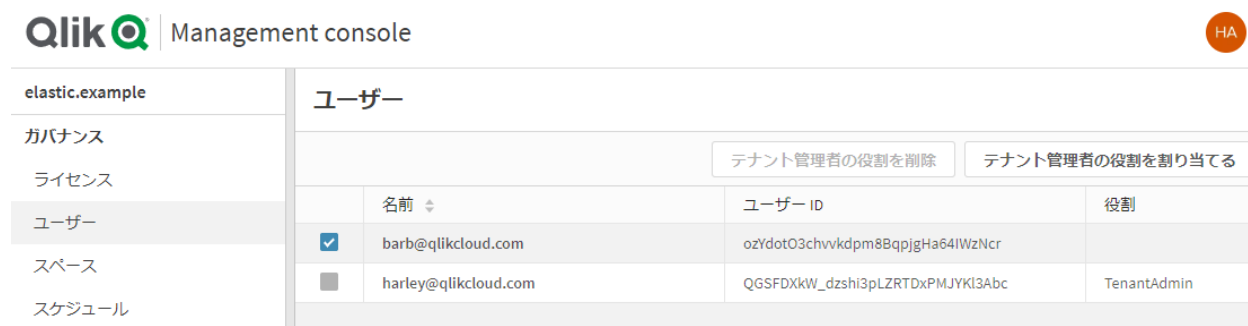 Qlik Management console
HA
elastic.example
ユーザー
ガバナンス
ライセンス
ユーザー
スペース
スケジュール
テナント管理者の役割を削除 テナント管理者の役割を割り当てる
名前 ユーザー ID 役割
barb@qlikcloud.com ozYdotO3chvvkdpm8BqpjgHa64IWzNcr
harley@qlikcloud.com QGSFDXkW_dzshi3pLZRTDxPMJYKl3Abc TenantAdmin